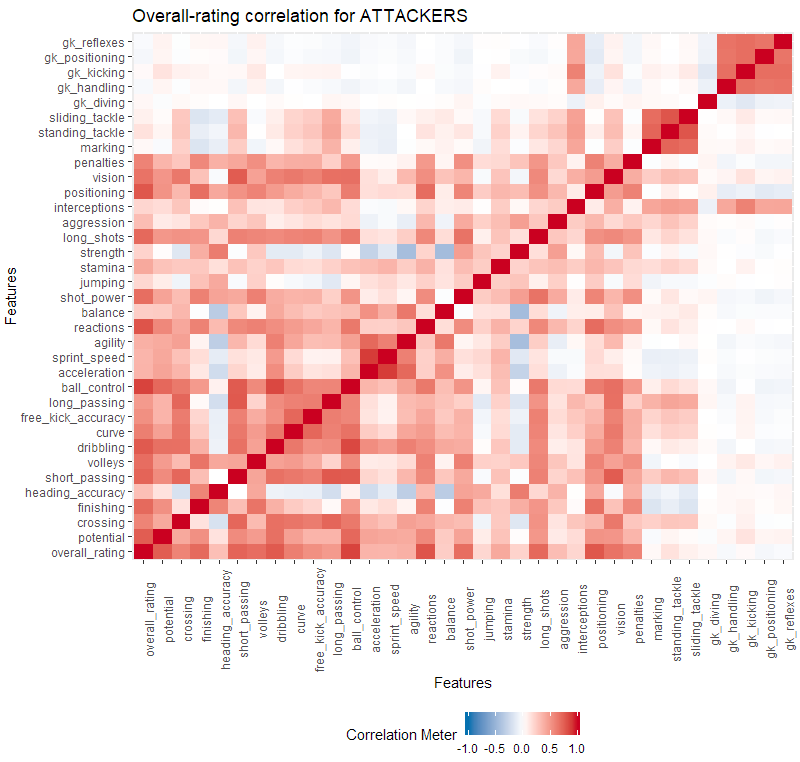 Overall-rating correlation for ATTACKERS
gk_reflexes
gk_positioning
gk_kicking
gk_handling
gk_diving
sliding_tackle
standing_tackle
marking
penalties
vision
positioning
interceptions
aggression
long_shots
strength
stamina
jumping
shot_power
balance
reactions
agility
sprint_speed
acceleration
ball_control
long_passing
free_kick_accuracy
curve
dribbling
volleys
short_passing
heading_accuracy
finishing
crossing
potential
overall_rating
Features
overall_rating
potential
crossing
finishing
heading_accuracy
short_passing
volleys
dribbling
curve
free_kick_accuracy
long_passing
ball_control
acceleration
sprint_speed
agility
reactions
balance
shot_power
jumping
stamina
strength
long_shots
aggression
interceptions
positioning
vision
penalties
marking
standing_tackle
sliding_tackle
gk_diving
gk_handling
gk_kicking
gk_positioning
gk_reflexes
Features
Correlation Meter
-1.0 -0.5 0.0 0.5 1.0